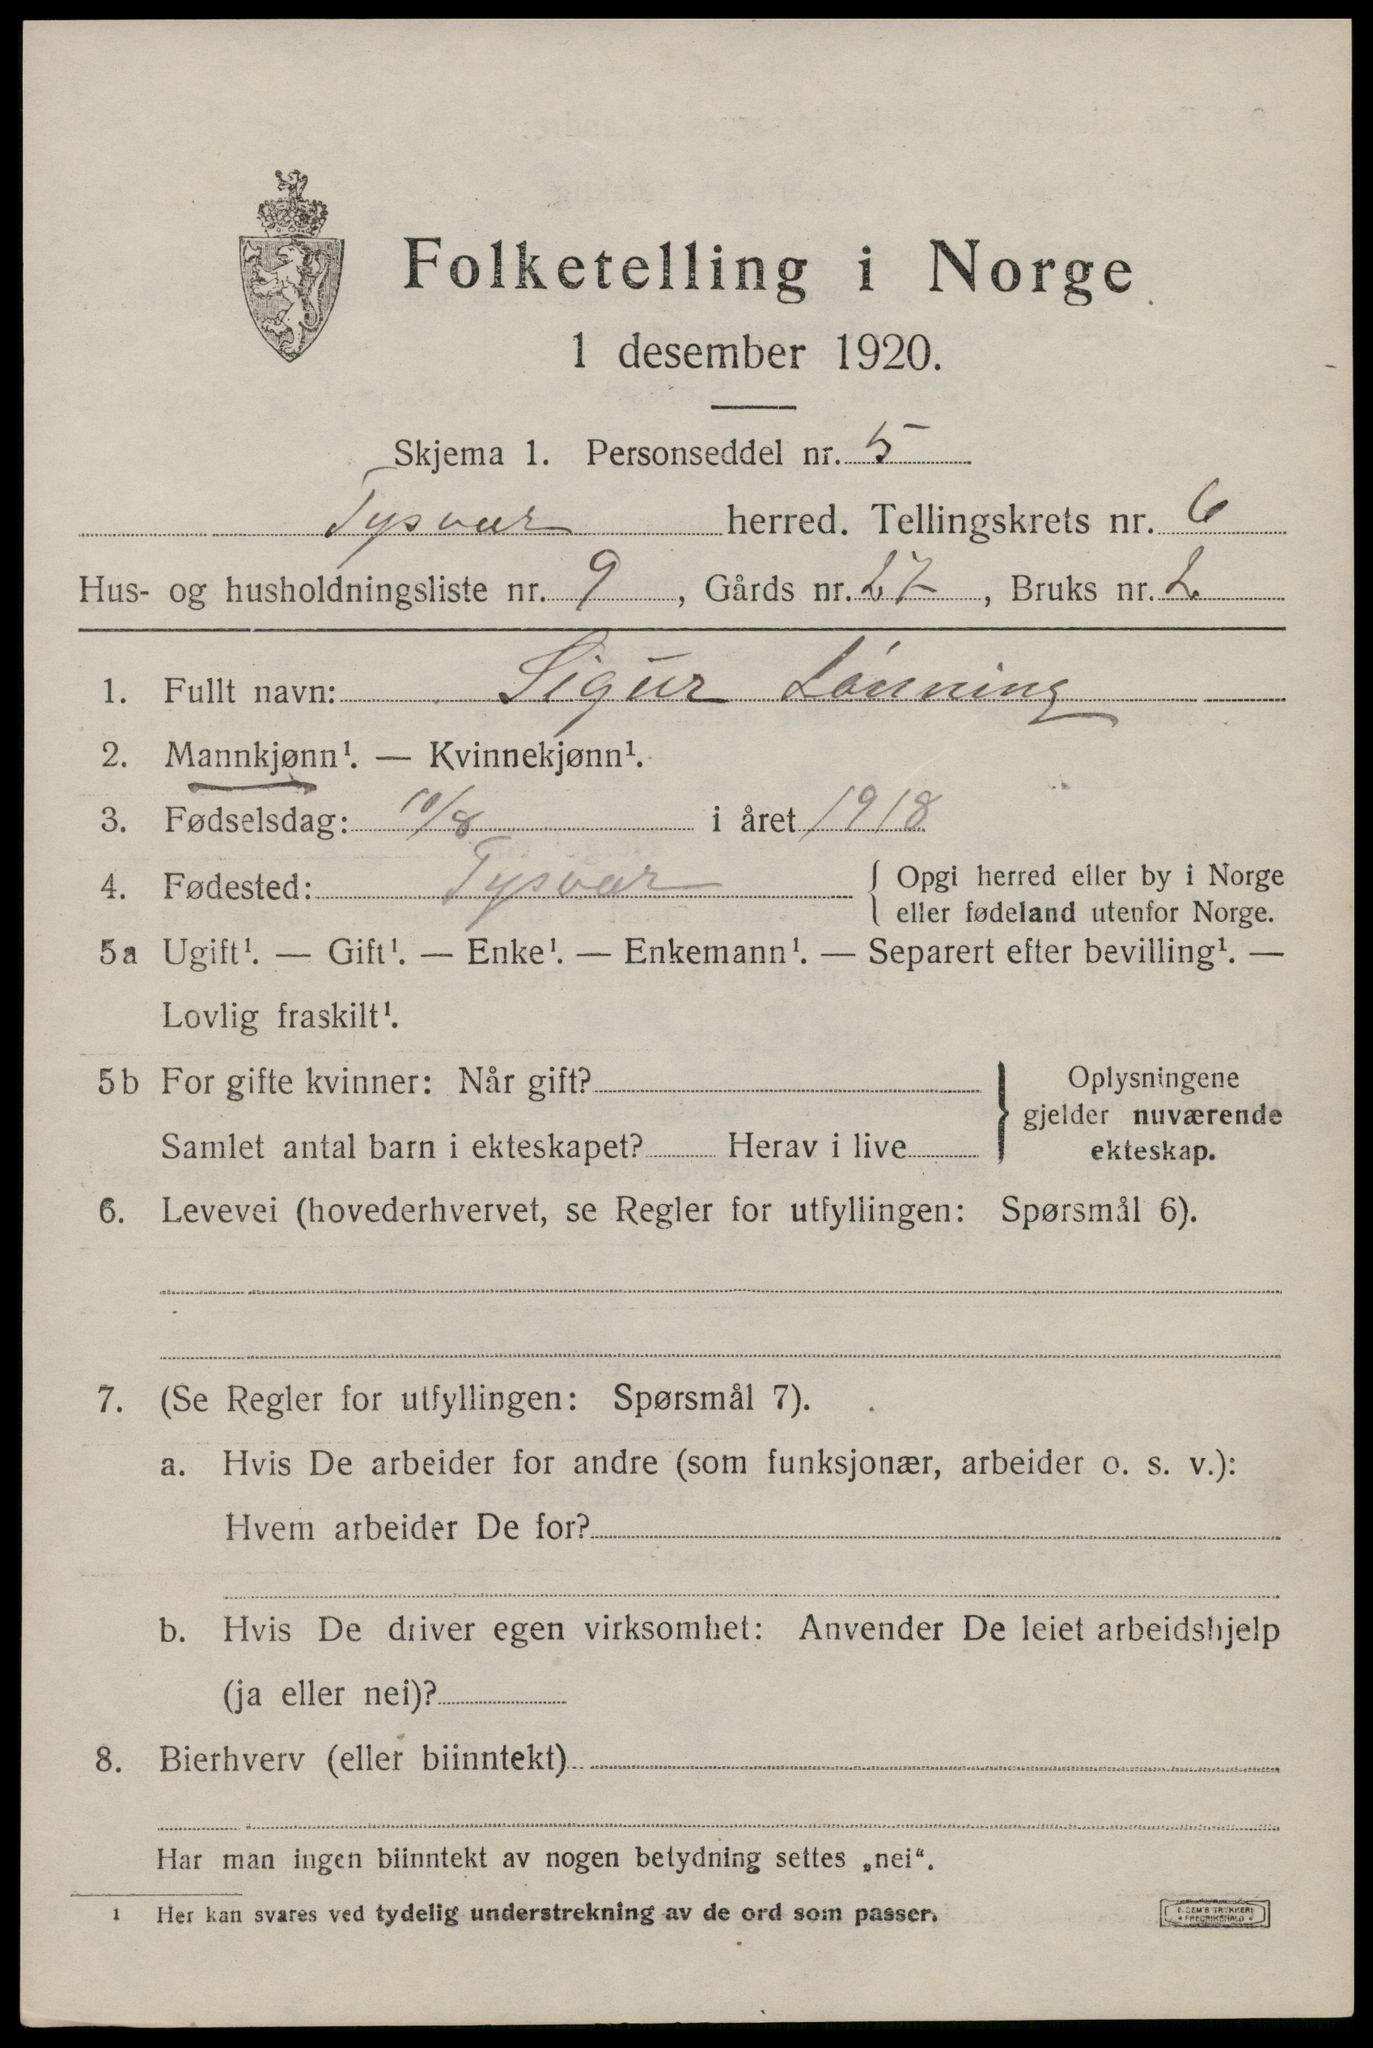 Folketelling i Norge
1 desember 1920.
Skjema 1. Personseddel nr. 5
Tysvær herred. Tellingskrets nr. 6
Hus- og husholdningsliste nr. 9, Gårds nr. 27, Bruks nr. 2
1. Fullt navn: Sigur Lönning
2. Mannkjønn¹. — Kvinnekjønn¹.
3. Fødselsdag: 10/8 i året 1918
4. Fødested: Tysvær { Opgi herred eller by i Norge
eller fødeland utenfor Norge.
5a Ugift¹. — Gift¹. — Enke¹. — Enkemann¹. — Separert efter bevilling¹. —
Lovlig fraskilt¹.
5b For gifte kvinner: Når gift?
Samlet antal barn i ekteskapet? Herav i live
} Oplysningene
gjelder nuværende
ekteskap.
6. Levevei (hovederhvervet, se Regler for utfyllingen: Spørsmål 6).
7. (Se Regler for utfyllingen: Spørsmål 7).
a. Hvis De arbeider for andre (som funksjonær, arbeider o. s. v.):
Hvem arbeider De for?
b. Hvis De driver egen virksomhet: Anvender De leiet arbeidshjelp
(ja eller nei)?
8. Bierhverv (eller biinntekt)
Har man ingen biinntekt av nogen betydning settes „nei“.
1 Her kan svares ved tydelig understrekning av de ord som passer.
FREDRIKSHALD